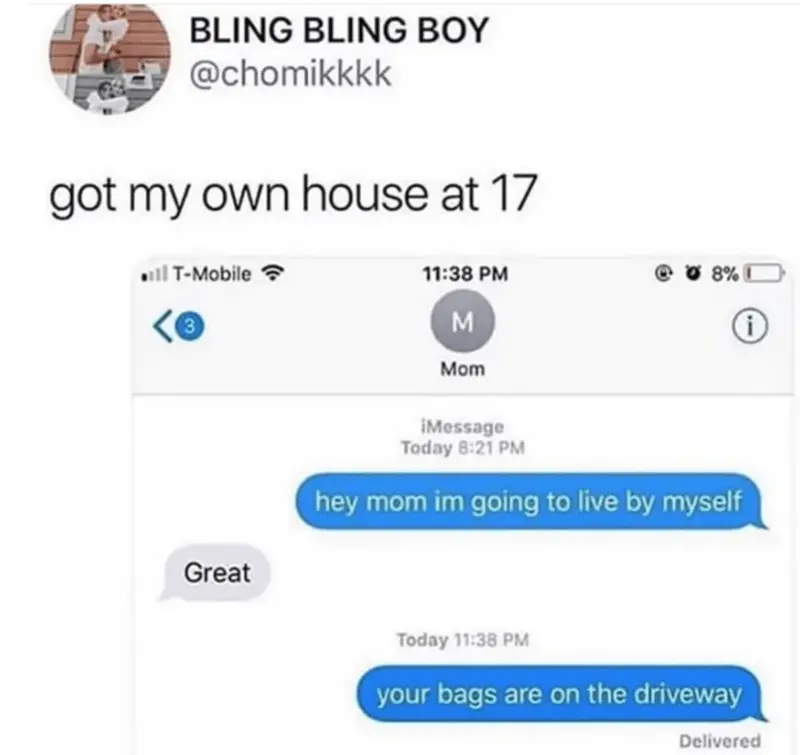 BLING BLING BOY
@chomikkkk
got my own house at 17
T-Mobile 11:38 PM 8%
3
M
Mom
iMessage
Today 8:21 PM
hey mom im going to live by myself
Great
Today 11:38 PM
your bags are on the driveway
Delivered